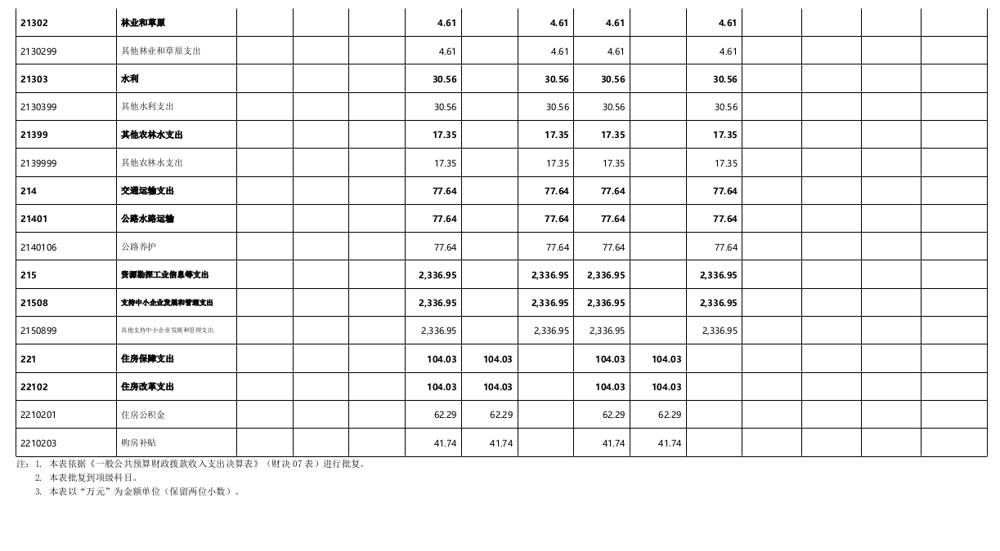 21302 林业和草原 4.61 4.61 4.61 4.61
2130299 其他林业和草原支出 4.61 4.61 4.61 4.61
21303 水利 30.56 30.56 30.56 30.56
2130399 其他水利支出 30.56 30.56 30.56 30.56
21399 其他农林水支出 17.35 17.35 17.35 17.35
2139999 其他农林水支出 17.35 17.35 17.35 17.35
214 交通运输支出 77.64 77.64 77.64 77.64
21401 公路水路运输 77.64 77.64 77.64 77.64
2140106 公路养护 77.64 77.64 77.64 77.64
215 资源勘探工业信息等支出 2,336.95 2,336.95 2,336.95 2,336.95
21508 支持中小企业发展和管理支出 2,336.95 2,336.95 2,336.95 2,336.95
2150899 其他支持中小企业发展和管理支出 2,336.95 2,336.95 2,336.95 2,336.95
221 住房保障支出 104.03 104.03 104.03 104.03
22102 住房改革支出 104.03 104.03 104.03 104.03
2210201 住房公积金 62.29 62.29 62.29 62.29
2210203 购房补贴 41.74 41.74 41.74 41.74
注：1. 本表依据《一般公共预算财政拨款收入支出决算表》（财决 07 表）进行批复。
2. 本表批复到项级科目。
3. 本表以“万元”为金额单位（保留两位小数）。